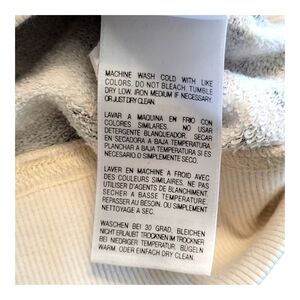 MACHINE WASH COLD WITH LIKE
COLORS. DO NOT BLEACH. TUMBLE
DRY LOW. IRON MEDIUM IF NECESSARY.
OR JUST DRY CLEAN.
LAVAR A MAQUINA EN FRIO CON
COLORES SIMILARES. NO USAR
DETERGENTE BLANQUEADOR. SECAR
EN SECADORA A BAJA TEMPERATURA
PLANCHAR A BAJA TEMPERATURA SI ES
NECESARIO O SIMPLEMENTE SECO.
LAVER EN MACHINE A FROID AVEC
DES COULEURS SIMILAIRES. NE PAS
UTILISER D'AGENTS DE BLANCHIMENT
SECHER A BASSE TEMPERATURE.
REPASSER AU BESOIN. OU SIMPLEMENT
NETTOYAGE A SEC.
WASCHEN BEI 30 GRAD, BLEICHEN
NICHT ERLAUBT TROCKNEN IM TROCKNER
BEI NIEDRIGER TEMPERATUR. BÜGELN
WARM. ODER EINFACH DRY CLEAN.